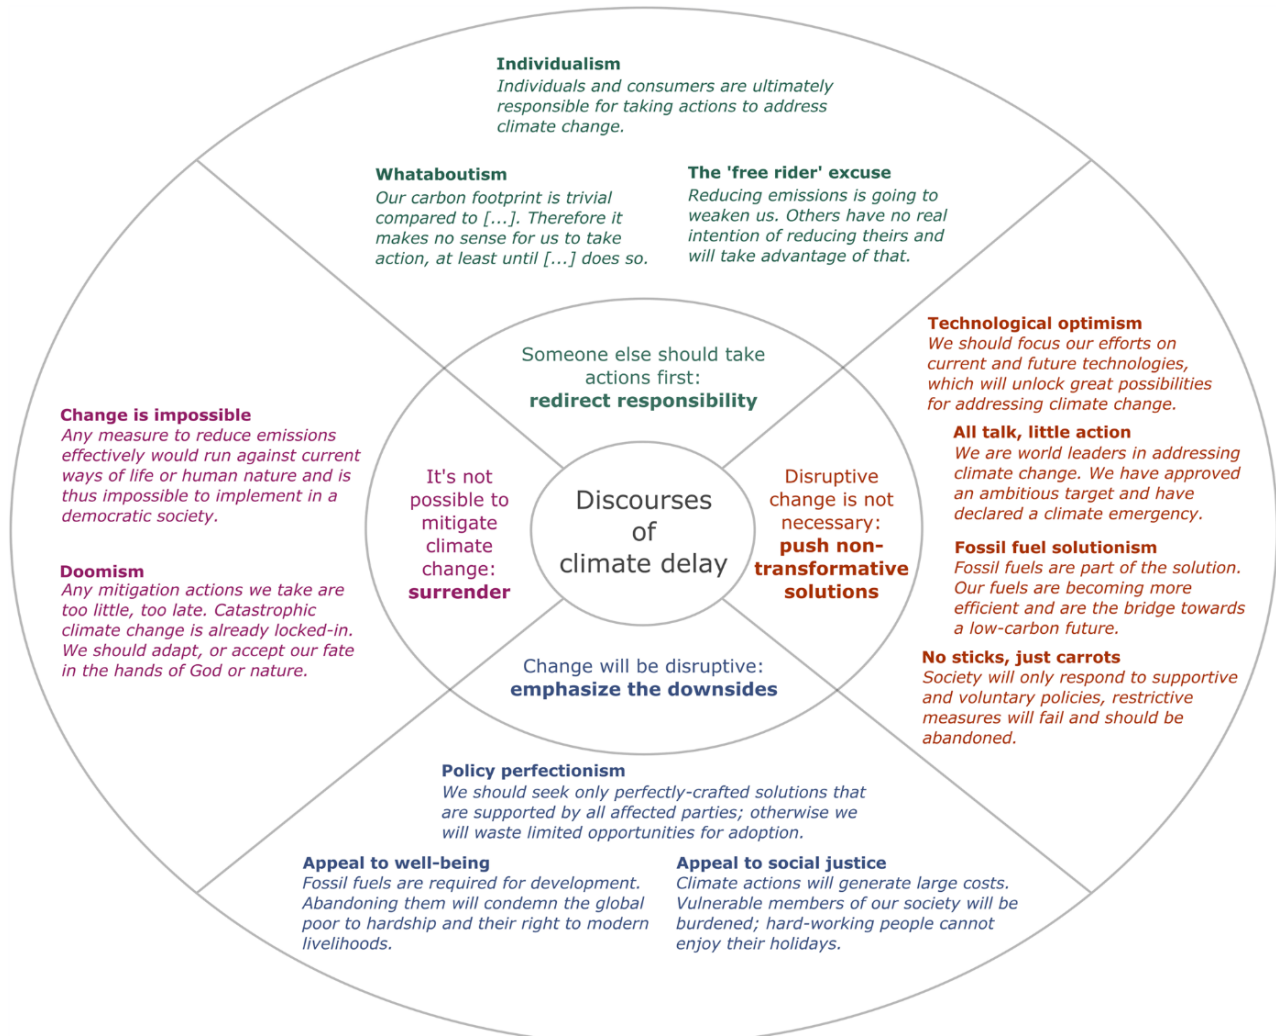 Individualism
Individuals and consumers are ultimately
responsible for taking actions to address
climate change.
Whataboutism
Our carbon footprint is trivial
compared to [...]. Therefore it
makes no sense for us to take
action, at least until [...] does so.
The 'free rider' excuse
Reducing emissions is going to
weaken us. Others have no real
intention of reducing theirs and
will take advantage of that.
Someone else should take
actions first:
redirect responsibility
Technological optimism
We should focus our efforts on
current and future technologies,
which will unlock great possibilities
for addressing climate change.
All talk, little action
We are world leaders in addressing
climate change. We have approved
an ambitious target and have
declared a climate emergency.
Fossil fuel solutionism
Fossil fuels are part of the solution.
Our fuels are becoming more
efficient and are the bridge towards
a low-carbon future.
No sticks, just carrots
Society will only respond to supportive
and voluntary policies, restrictive
measures will fail and should be
abandoned.
Change is impossible
Any measure to reduce emissions
effectively would run against current
ways of life or human nature and is
thus impossible to implement in a
democratic society.
Doomism
Any mitigation actions we take are
too little, too late. Catastrophic
climate change is already locked-in.
We should adapt, or accept our fate
in the hands of God or nature.
It's not
possible to
mitigate
climate
change:
surrender
Discourses
of
climate delay
Disruptive
change is not
necessary:
push non-
transformative
solutions
Change will be disruptive:
emphasize the downsides
Policy perfectionism
We should seek only perfectly-crafted solutions that
are supported by all affected parties; otherwise we
will waste limited opportunities for adoption.
Appeal to well-being
Fossil fuels are required for development.
Abandoning them will condemn the global
poor to hardship and their right to modern
livelihoods.
Appeal to social justice
Climate actions will generate large costs.
Vulnerable members of our society will be
burdened; hard-working people cannot
enjoy their holidays.